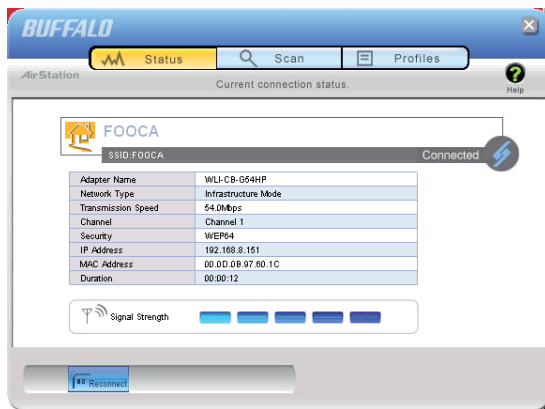 BUFFALO
Status Scan Profiles
AirStation
Current connection status.
Help
FOOCA
SSID:FOOCA
Connected
Adapter Name WLI-CB-G54HP
Network Type Infrastructure Mode
Transmission Speed 54.0Mbps
Channel Channel 1
Security WEP64
IP Address 192.168.8.151
MAC Address 00.0D.0B.97.60.1C
Duration 00:00:12
Signal Strength
Reconnect